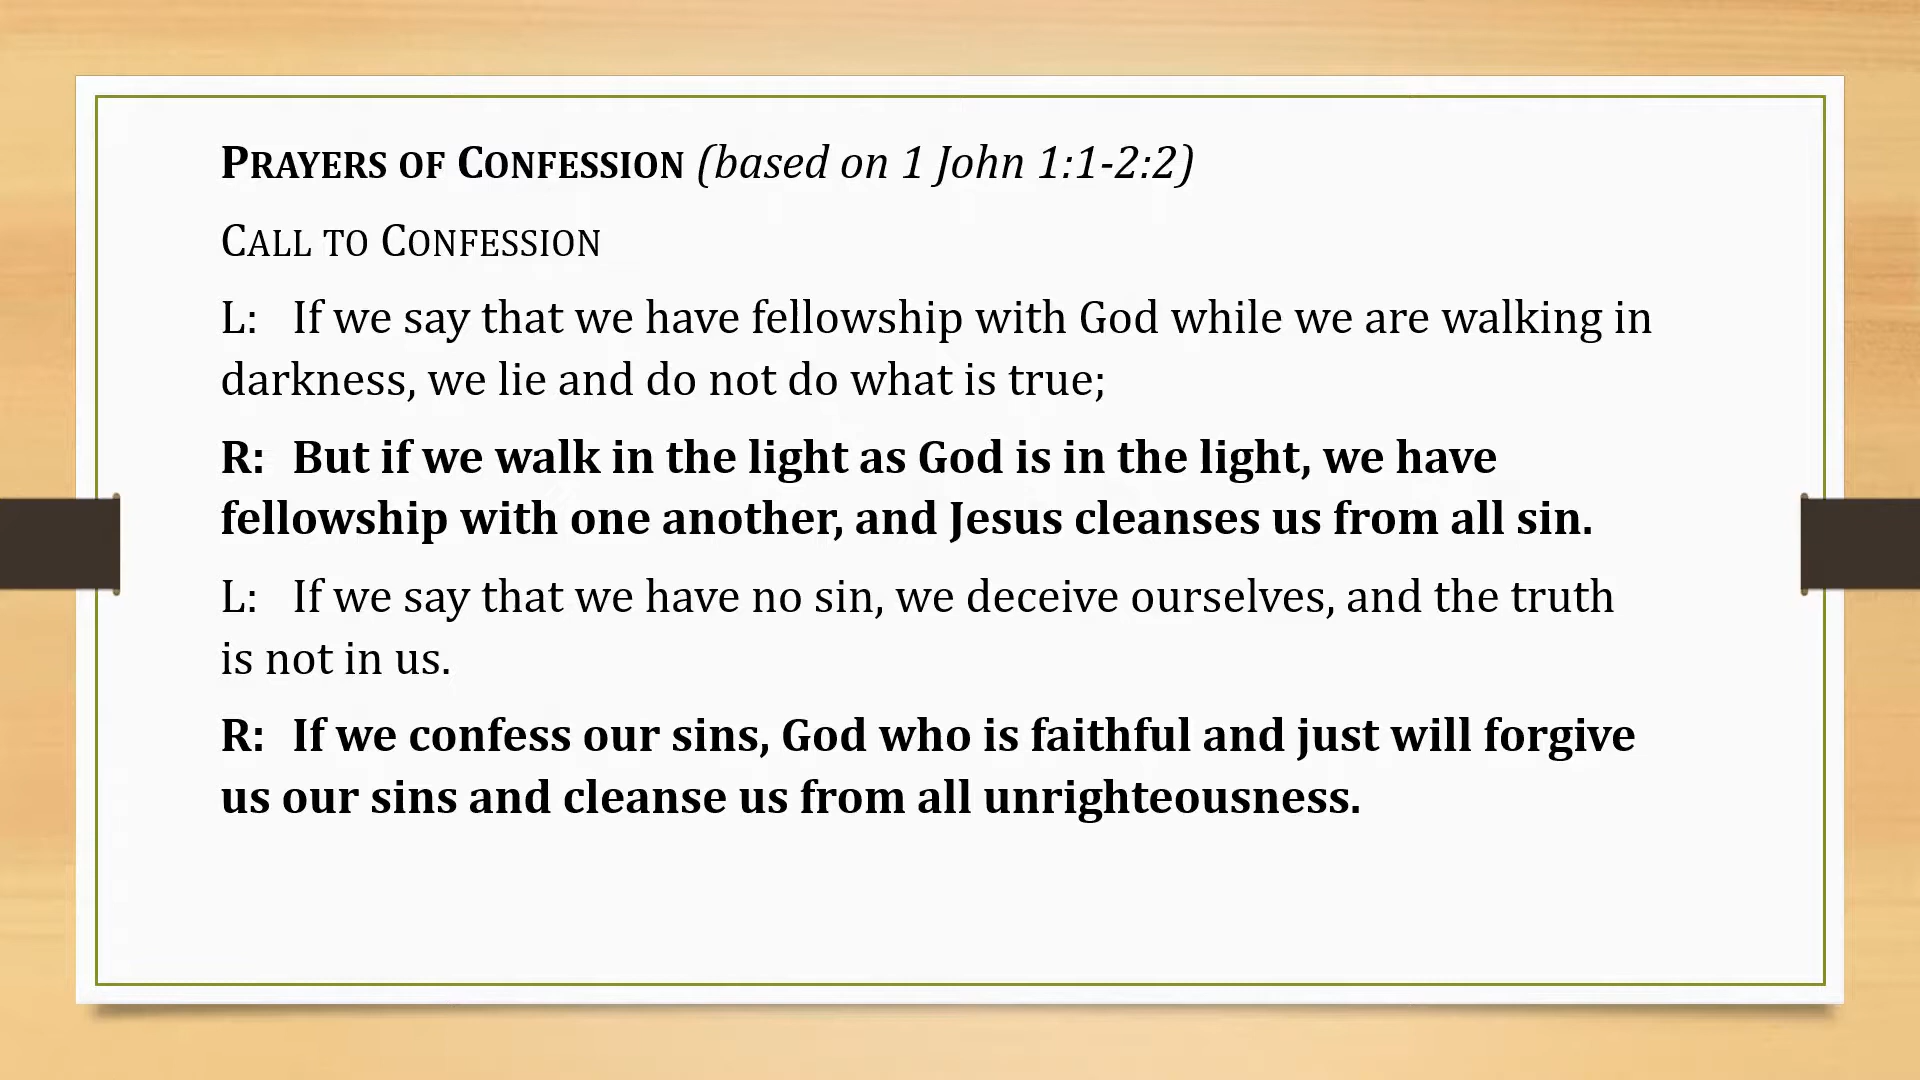 PRAYERS OF CONFESSION (based on 1 John 1:1-2:2)
CALL TO CONFESSION
L: If we say that we have fellowship with God while we are walking in
darkness, we lie and do not do what is true;
R: But if we walk in the light as God is in the light, we have
fellowship with one another, and Jesus cleanses us from all sin.
L: If we say that we have no sin, we deceive ourselves, and the truth
is not in us.
R: If we confess our sins, God who is faithful and just will forgive
us our sins and cleanse us from all unrighteousness.